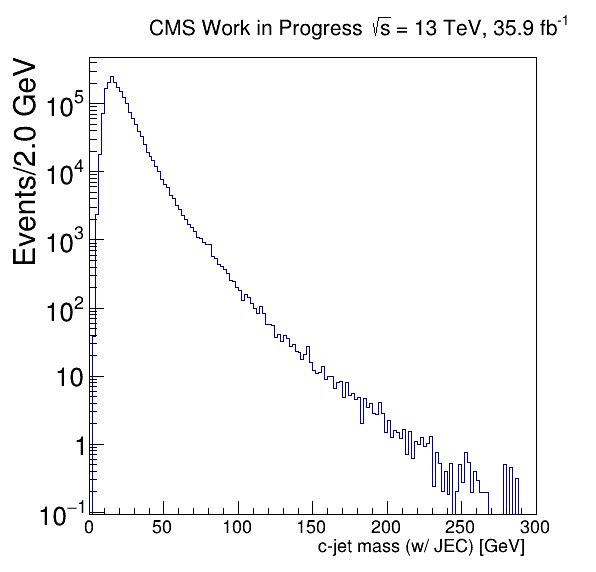 CMS Work in Progress √s = 13 TeV, 35.9 fb⁻¹
Events/2.0 GeV
10⁵
10⁴
10³
10²
10
1
10⁻¹
0 50 100 150 200 250 300
c-jet mass (w/ JEC) [GeV]